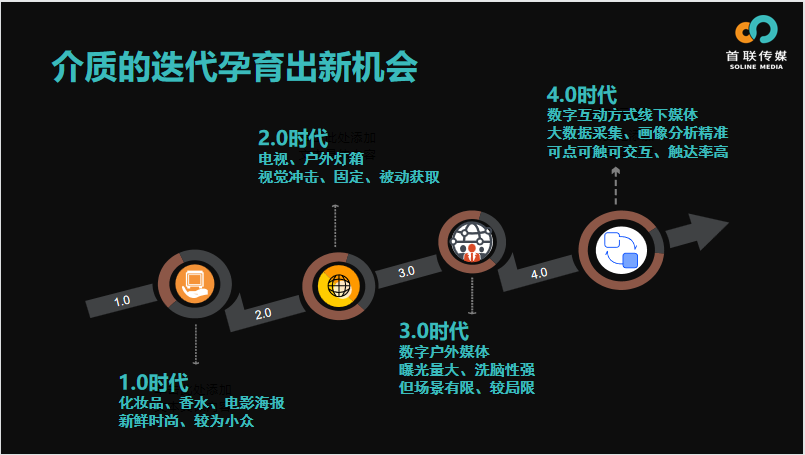 介质的迭代孕育出新机会
首联传媒
SOLINE MEDIA
4.0时代
数字互动方式线下媒体
大数据采集、画像分析精准
可点可触可交互、触达率高
2.0时代
电视、户外灯箱
视觉冲击、固定、被动获取
1.0
2.0
3.0
4.0
3.0时代
数字户外媒体
曝光量大、洗脑性强
但场景有限、较局限
1.0时代
化妆品、香水、电影海报
新鲜时尚、较为小众